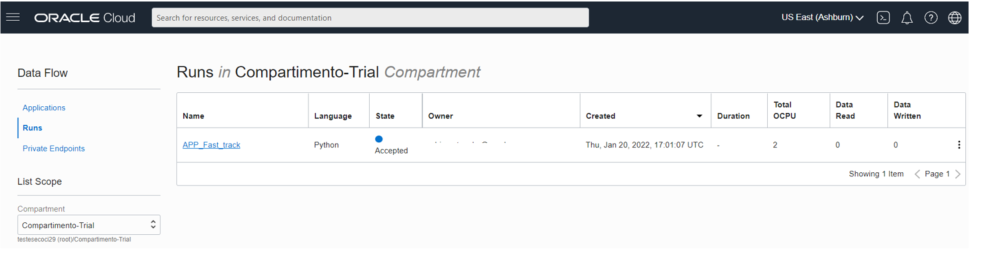 ORACLE Cloud
Search for resources, services, and documentation
US East (Ashburn)
Data Flow
Applications
Runs
Private Endpoints
List Scope
Compartment
Compartimento-Trial
testesecoci29 (root)/Compartimento-Trial
Runs in Compartimento-Trial Compartment
Name Language State Owner Created Duration Total OCPU Data Read Data Written
APP_Fast_track Python Accepted Thu, Jan 20, 2022, 17:01:07 UTC - 2 0 0
Showing 1 Item < Page 1 >